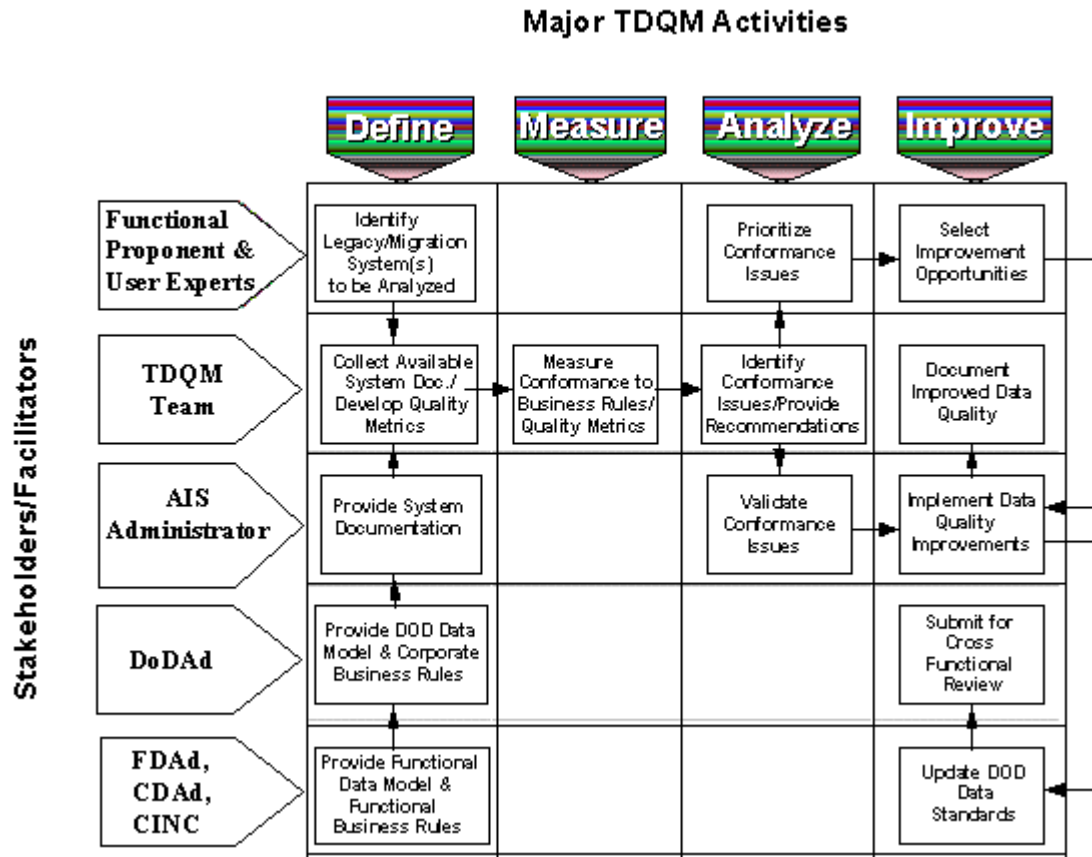 Major TDQM Activities
Define
Measure
Analyze
Improve
Stakeholders/Facilitators
Functional
Proponent &
User Experts
Identify
Legacy/Migration
System(s)
to be Analyzed
Prioritize
Conformance
Issues
Select
Improvement
Opportunities
TDQM
Team
Collect Available
System Doc./
Develop Quality
Metrics
Measure
Conformance to
Business Rules/
Quality Metrics
Identify
Conformance
Issues/Provide
Recommendations
Document
Improved Data
Quality
AIS
Administrator
Provide System
Documentation
Validate
Conformance
Issues
Implement Data
Quality
Improvements
DoDAd
Provide DOD Data
Model & Corporate
Business Rules
Submit for
Cross
Functional
Review
FDAd,
CDAd,
CINC
Provide Functional
Data Model &
Functional
Business Rules
Update DOD
Data
Standards